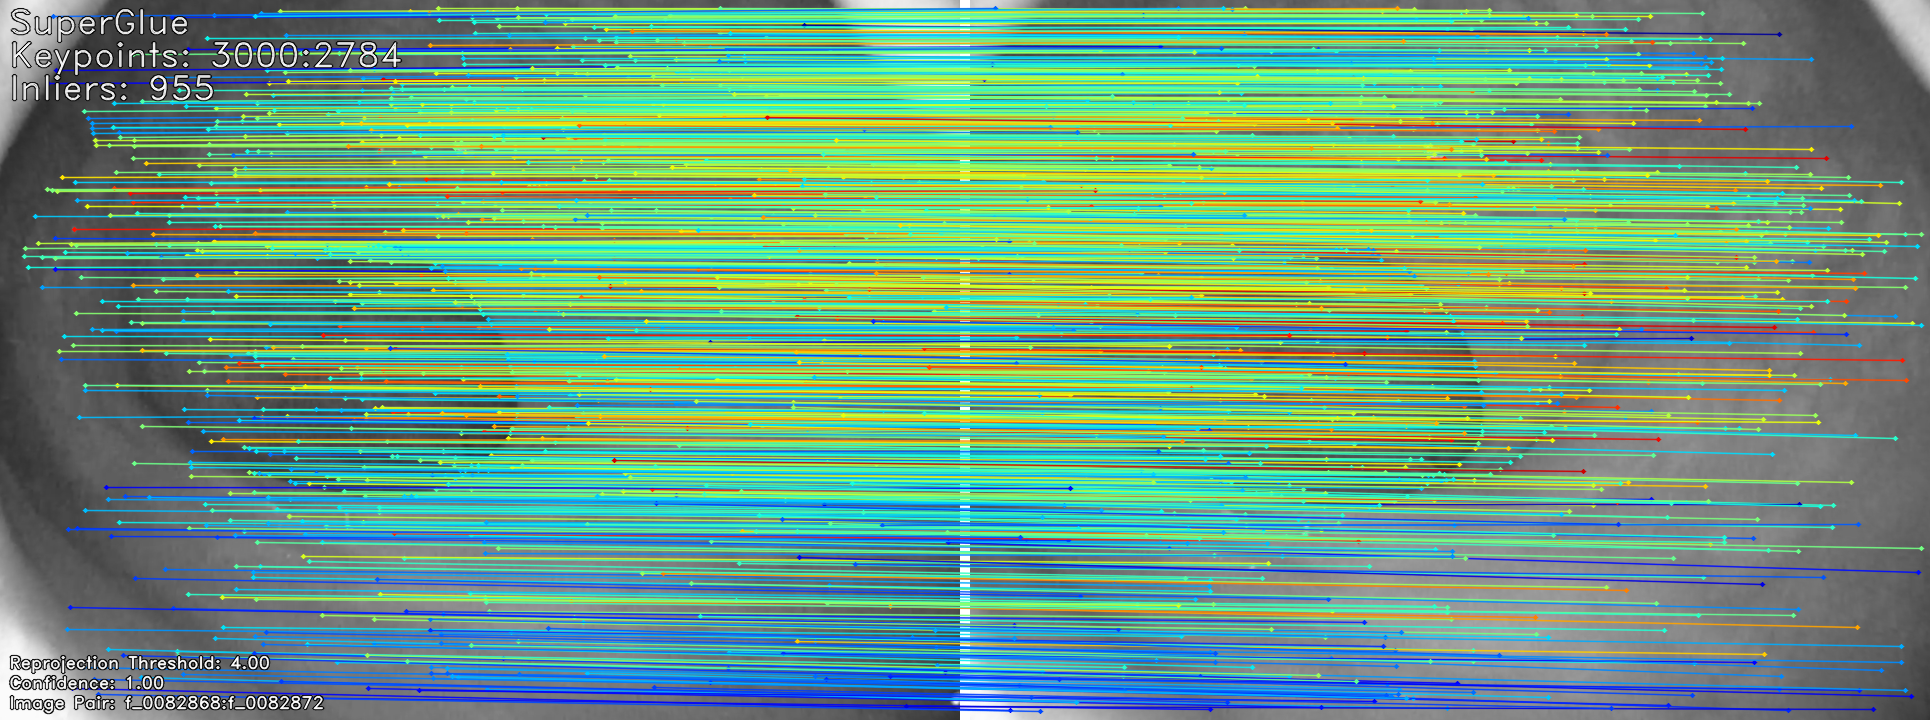 SuperGlue
Keypoints: 3000:2784
Inliers: 955
Reprojection Threshold: 4.00
Confidence: 1.00
Image Pair: f_0082868:f_0082872